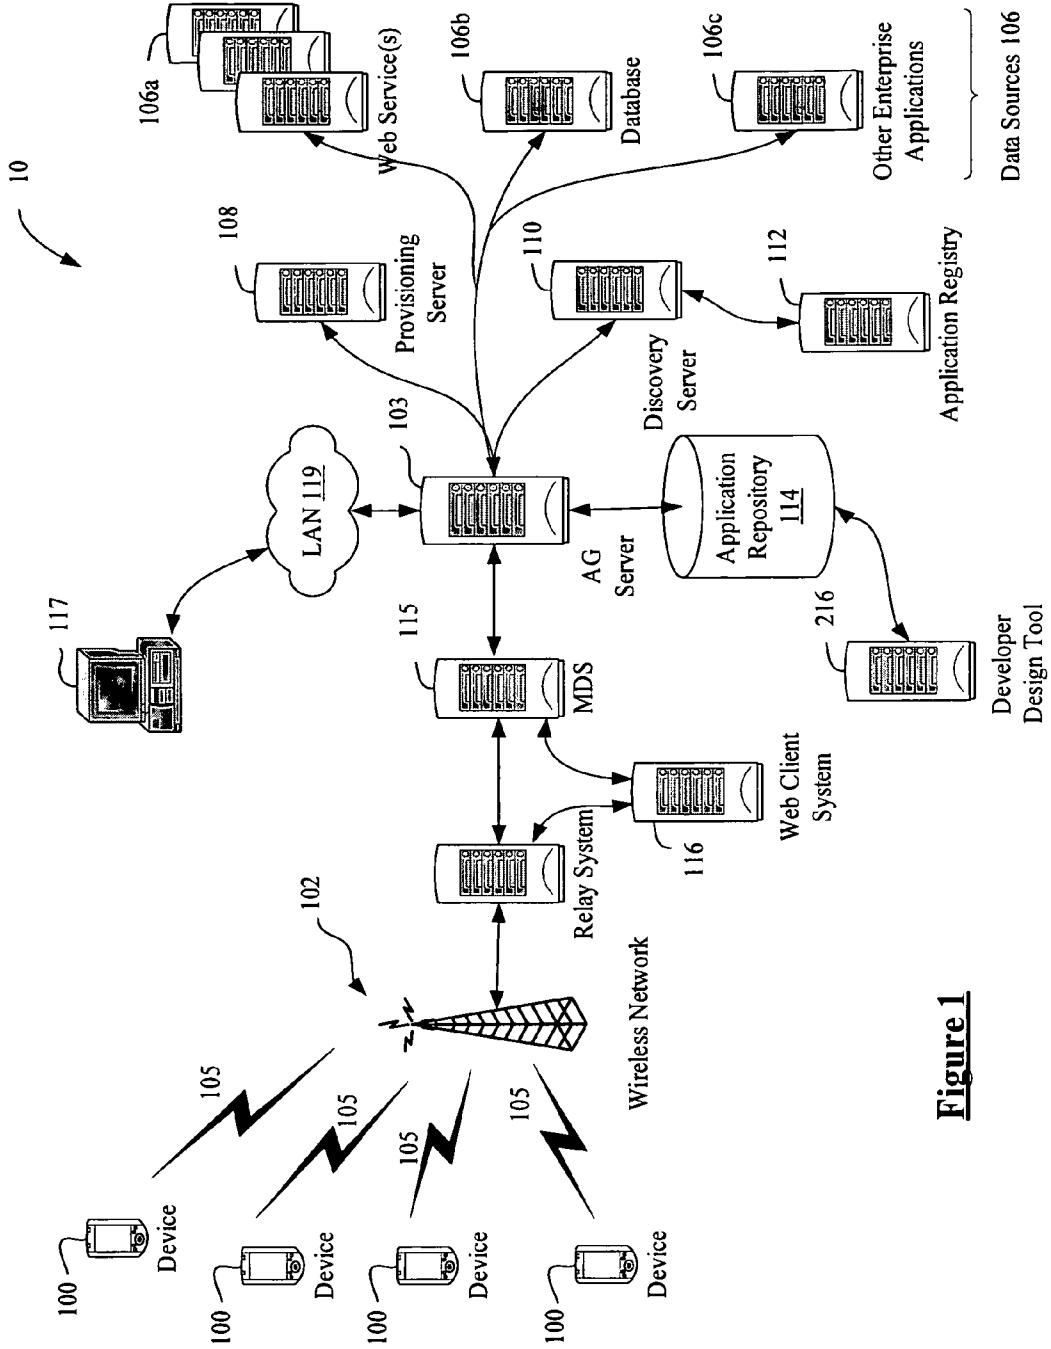 10
100
Device
100
Device
100
Device
100
Device
105
105
105
105
102
Wireless Network
Relay System
116
Web Client
System
115
MDS
117
LAN 119
103
AG
Server
Application
Repository
114
216
Developer
Design Tool
108
Provisioning
Server
110
Discovery
Server
112
Application Registry
106a
Web Service(s)
106b
Database
106c
Other Enterprise
Applications
Data Sources 106
Figure 1